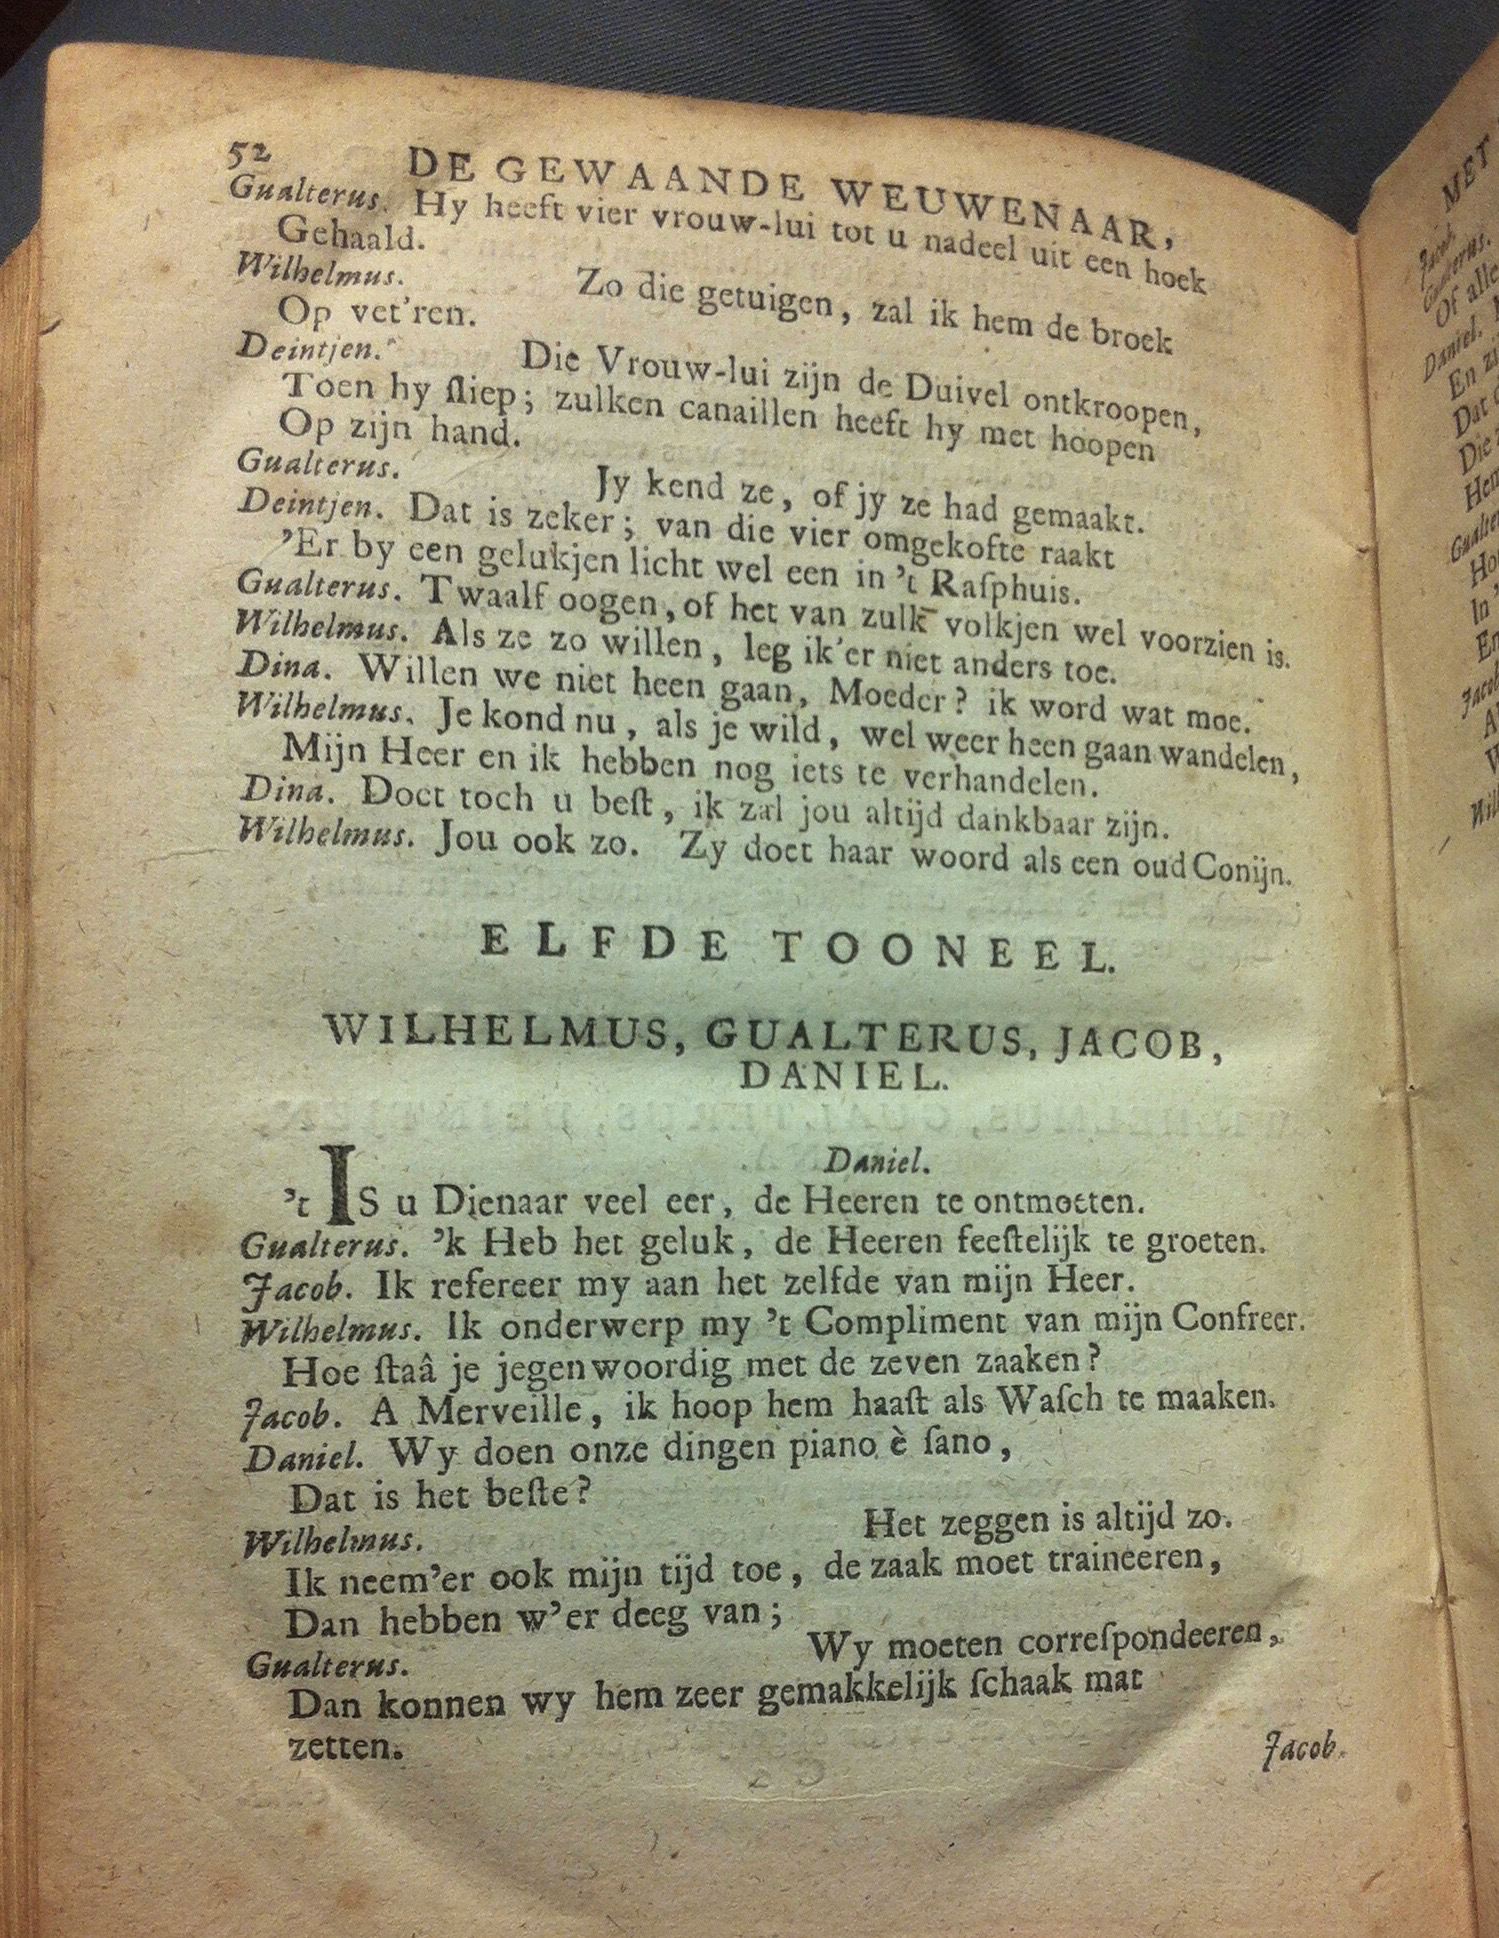 52 DE GEWAANDE WEUWENAAR,
Gualterus. Hy heeft vier vrouw-lui tot u nadeel uit een hoek
Gehaald.
Wilhelmus. Zo die getuigen, zal ik hem de broek
Op vet'ren.
Deintjen. Die Vrouw-lui zijn de Duivel ontkroopen,
Toen hy ſliep; zulken canaillen heeft hy met hoopen
Op zijn hand.
Gualterus. Jy kend ze, of jy ze had gemaakt.
Deintjen. Dat is zeker; van die vier omgekofte raakt
'Er by een gelukjen licht wel een in 't Raſphuis.
Gualterus. Twaalf oogen, of het van zulk volkjen wel voorzien is.
Wilhelmus. Als ze zo willen, leg ik'er niet anders toe.
Dina. Willen we niet heen gaan, Moeder? ik word wat moe.
Wilhelmus. Je kond nu, als je wild, wel weer heen gaan wandelen,
Mijn Heer en ik hebben nog iets te verhandelen.
Dina. Doet toch u beſt, ik zal jou altijd dankbaar zijn.
Wilhelmus. Jou ook zo. Zy doet haar woord als een oud Conijn.
ELFDE TOONEEL.
WILHELMUS, GUALTERUS, JACOB,
DANIEL.
Daniel.
't IS u Dienaar veel eer, de Heeren te ontmoeten.
Gualterus. 'k Heb het geluk, de Heeren feeſtelijk te groeten.
Jacob. Ik refereer my aan het zelfde van mijn Heer.
Wilhelmus. Ik onderwerp my 't Compliment van mijn Confreer.
Hoe ſtaâ je jegenwoordig met de zeven zaaken?
Jacob. A Merveille, ik hoop hem haaſt als Waſch te maaken.
Daniel. Wy doen onze dingen piano è ſano,
Dat is het beſte?
Wilhelmus. Het zeggen is altijd zo.
Ik neem'er ook mijn tijd toe, de zaak moet traineeren,
Dan hebben w'er deeg van;
Gualterus. Wy moeten correſpondeeren,
Dan konnen wy hem zeer gemakkelijk ſchaak mat
zetten.
Jacob.
MET
Jacob.
Gualterus.
Of alle
Daniel.
En
Dat
Die